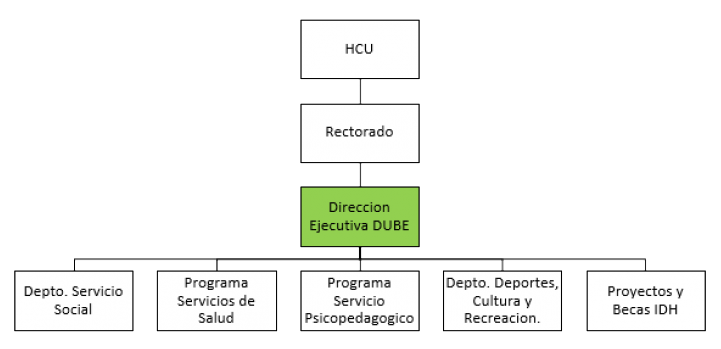 HCU
Rectorado
Direccion
Ejecutiva DUBE
Depto. Servicio
Social
Programa
Servicios de
Salud
Programa
Servicio
Psicopedagogico
Depto. Deportes,
Cultura y
Recreacion.
Proyectos y
Becas IDH